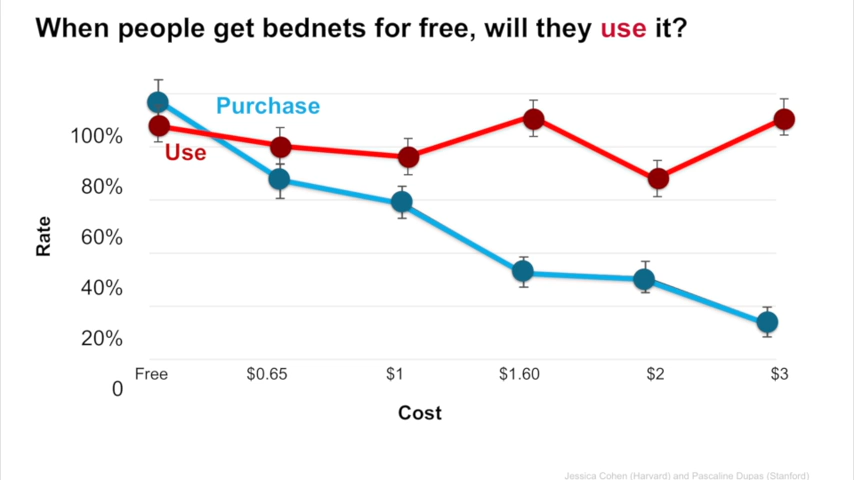 When people get bednets for free, will they use it?
Purchase
Use
100%
80%
60%
40%
20%
0
Rate
Free $0.65 $1 $1.60 $2 $3
Cost
Jessica Cohen (Harvard) and Pascaline Dupas (Stanford)